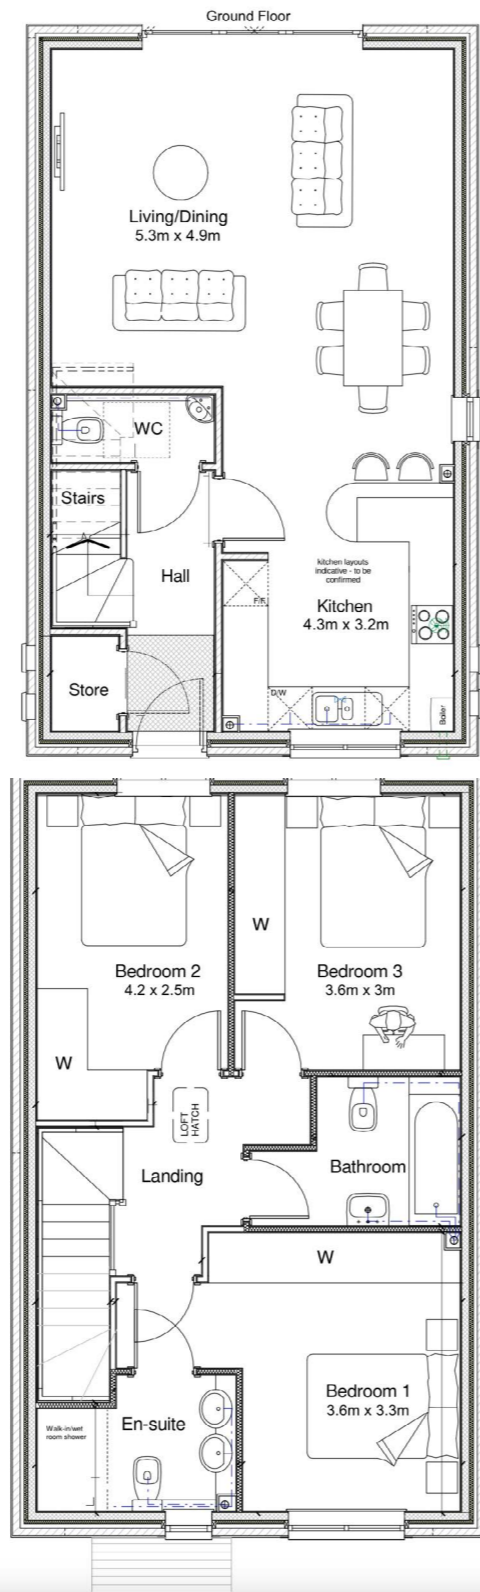 Ground Floor
Living/Dining
5.3m x 4.9m
WC
Stairs
Hall
kitchen layouts
indicative - to be
confirmed
F/F
Kitchen
4.3m x 3.2m
Store
D/W
Boiler
Bedroom 2
4.2 x 2.5m
W
Bedroom 3
3.6m x 3m
W
LOFT
HATCH
Landing
Bathroom
W
Bedroom 1
3.6m x 3.3m
En-suite
Walk-in/wet
room shower